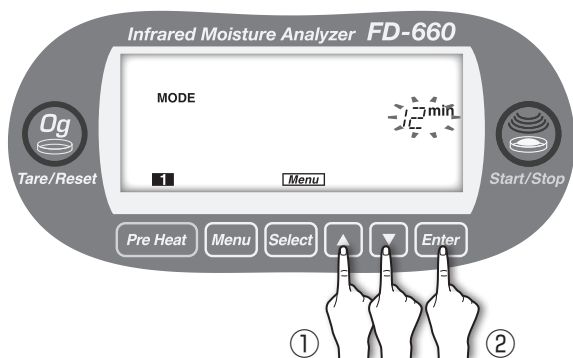 Infrared Moisture Analyzer FD-660
MODE
12 min
0g
Tare/Reset
Start/Stop
1
Menu
Pre Heat Menu Select ▲ ▼ Enter
① ②